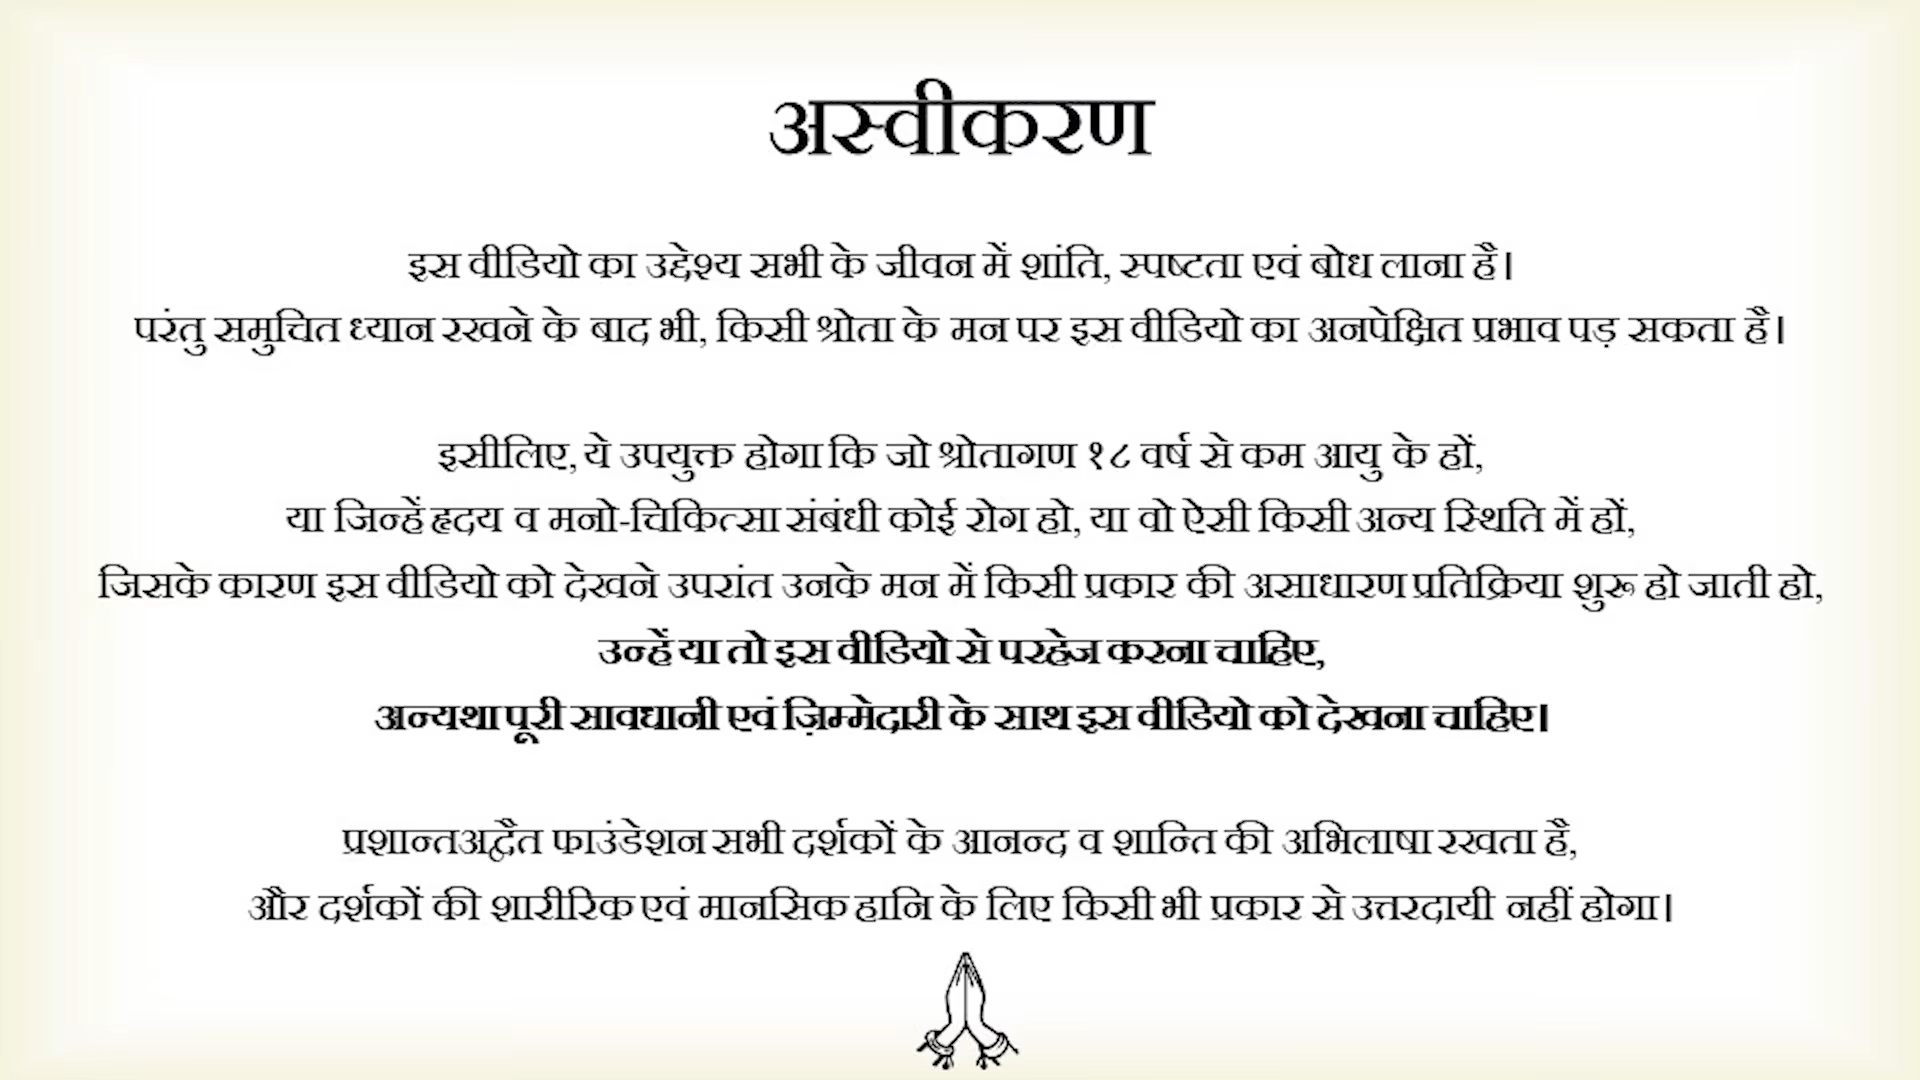 अस्वीकरण
इस वीडियो का उद्देश्य सभी के जीवन में शांति, स्पष्टता एवं बोध लाना है।
परंतु समुचित ध्यान रखने के बाद भी, किसी श्रोता के मन पर इस वीडियो का अनपेक्षित प्रभाव पड़ सकता है।
इसीलिए, ये उपयुक्त होगा कि जो श्रोतागण १८ वर्ष से कम आयु के हों,
या जिन्हें हृदय व मनो-चिकित्सा संबंधी कोई रोग हो, या वो ऐसी किसी अन्य स्थिति में हों,
जिसके कारण इस वीडियो को देखने उपरांत उनके मन में किसी प्रकार की असाधारण प्रतिक्रिया शुरू हो जाती हो,
उन्हें या तो इस वीडियो से परहेज करना चाहिए,
अन्यथा पूरी सावधानी एवं ज़िम्मेदारी के साथ इस वीडियो को देखना चाहिए।
प्रशान्तअद्वैत फाउंडेशन सभी दर्शकों के आनन्द व शान्ति की अभिलाषा रखता है,
और दर्शकों की शारीरिक एवं मानसिक हानि के लिए किसी भी प्रकार से उत्तरदायी नहीं होगा।